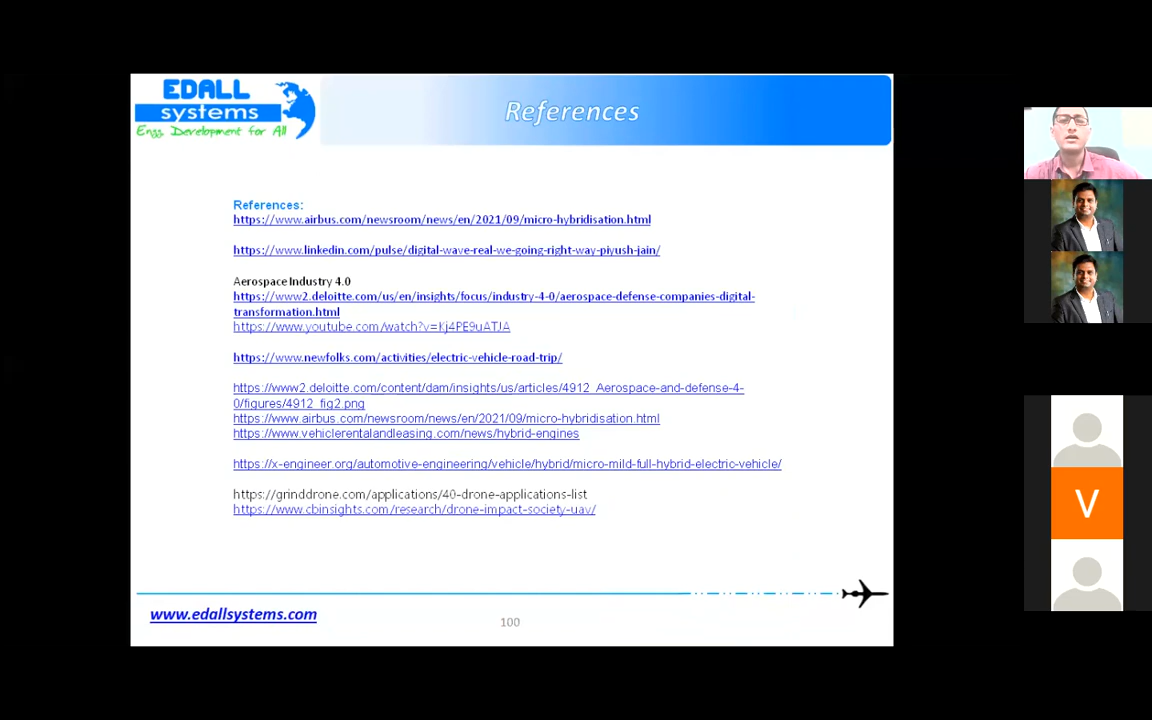 EDALL
systems
Engg. Development for All
References
References:
https://www.airbus.com/newsroom/news/en/2021/09/micro-hybridisation.html
https://www.linkedin.com/pulse/digital-wave-real-we-going-right-way-piyush-jain/
Aerospace Industry 4.0
https://www2.deloitte.com/us/en/insights/focus/industry-4-0/aerospace-defense-companies-digital-
transformation.html
https://www.youtube.com/watch?v=Kj4PE9uATJA
https://www.newfolks.com/activities/electric-vehicle-road-trip/
https://www2.deloitte.com/content/dam/insights/us/articles/4912_Aerospace-and-defense-4-
0/figures/4912_fig2.png
https://www.airbus.com/newsroom/news/en/2021/09/micro-hybridisation.html
https://www.vehiclerentalandleasing.com/news/hybrid-engines
https://x-engineer.org/automotive-engineering/vehicle/hybrid/micro-mild-full-hybrid-electric-vehicle/
https://grinddrone.com/applications/40-drone-applications-list
https://www.cbinsights.com/research/drone-impact-society-uav/
V
www.edallsystems.com
100